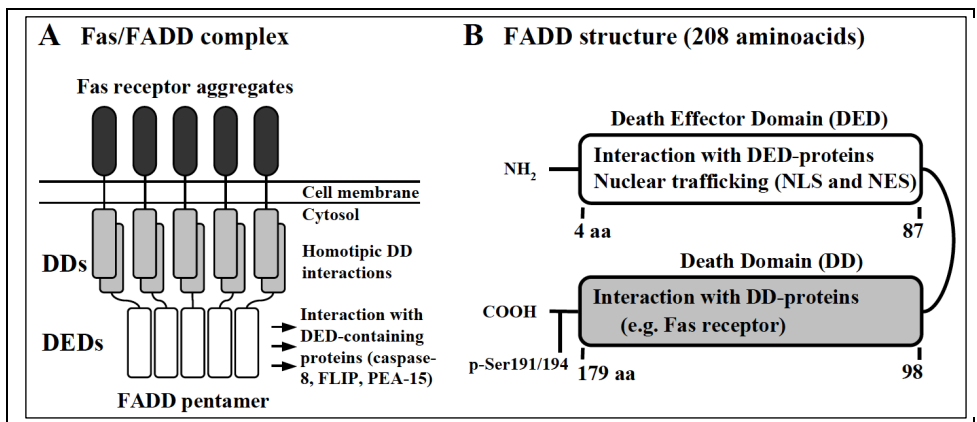 A Fas/FADD complex
Fas receptor aggregates
Cell membrane
Cytosol
DDs
Homotipic DD
interactions
DEDs
Interaction with
DED-containing
proteins (caspase-
8, FLIP, PEA-15)
FADD pentamer
B FADD structure (208 aminoacids)
Death Effector Domain (DED)
NH2
Interaction with DED-proteins
Nuclear trafficking (NLS and NES)
4 aa
87
Death Domain (DD)
COOH
Interaction with DD-proteins
(e.g. Fas receptor)
p-Ser191/194
179 aa
98